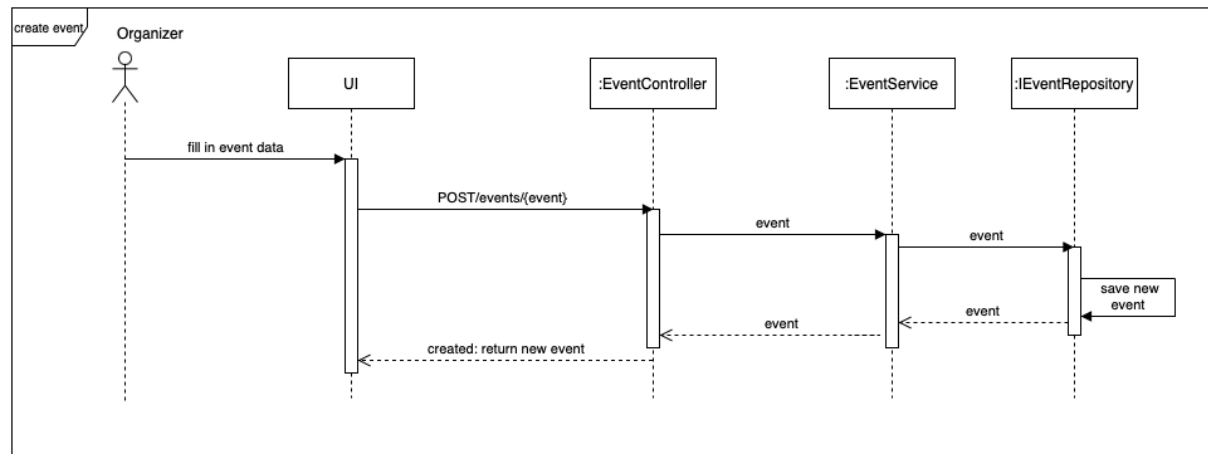 create event
Organizer
UI
:EventController
:EventService
:IEventRepository
fill in event data
POST/events/{event}
event
event
save new
event
event
event
created: return new event